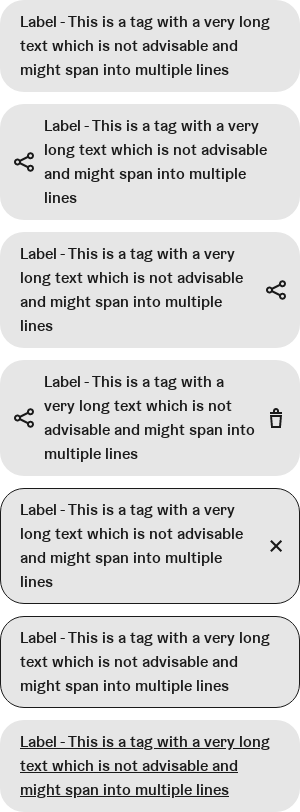 Label - This is a tag with a very long
text which is not advisable and
might span into multiple lines
Label - This is a tag with a very
long text which is not advisable
and might span into multiple
lines
Label - This is a tag with a very
long text which is not advisable
and might span into multiple
lines
Label - This is a tag with a
very long text which is not
advisable and might span into
multiple lines
Label - This is a tag with a very
long text which is not advisable
and might span into multiple
lines
Label - This is a tag with a very long
text which is not advisable and
might span into multiple lines
Label - This is a tag with a very long
text which is not advisable and
might span into multiple lines